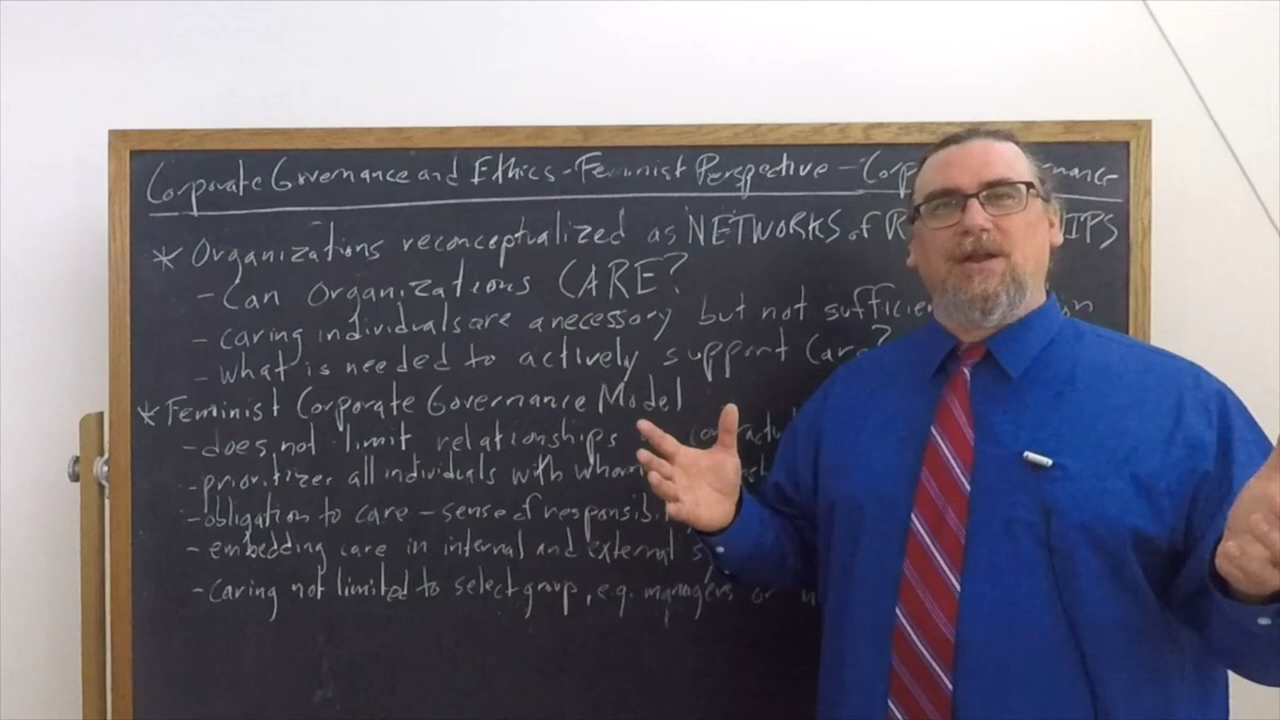 Corporate Governance and Ethics - Feminist Perspective - Corp
* Organizations reconceptualized as NETWORKS of
- Can Organizations CARE?
- caring individuals are a necessary but not
- what is needed to actively support Care?
* Feminist Corporate Governance Model
- does not limit relationships
- prioritizes all individuals with whom
- obligation to care - sense of
- embedding care in internal and external
- Caring not limited to select group, e.g. managers or